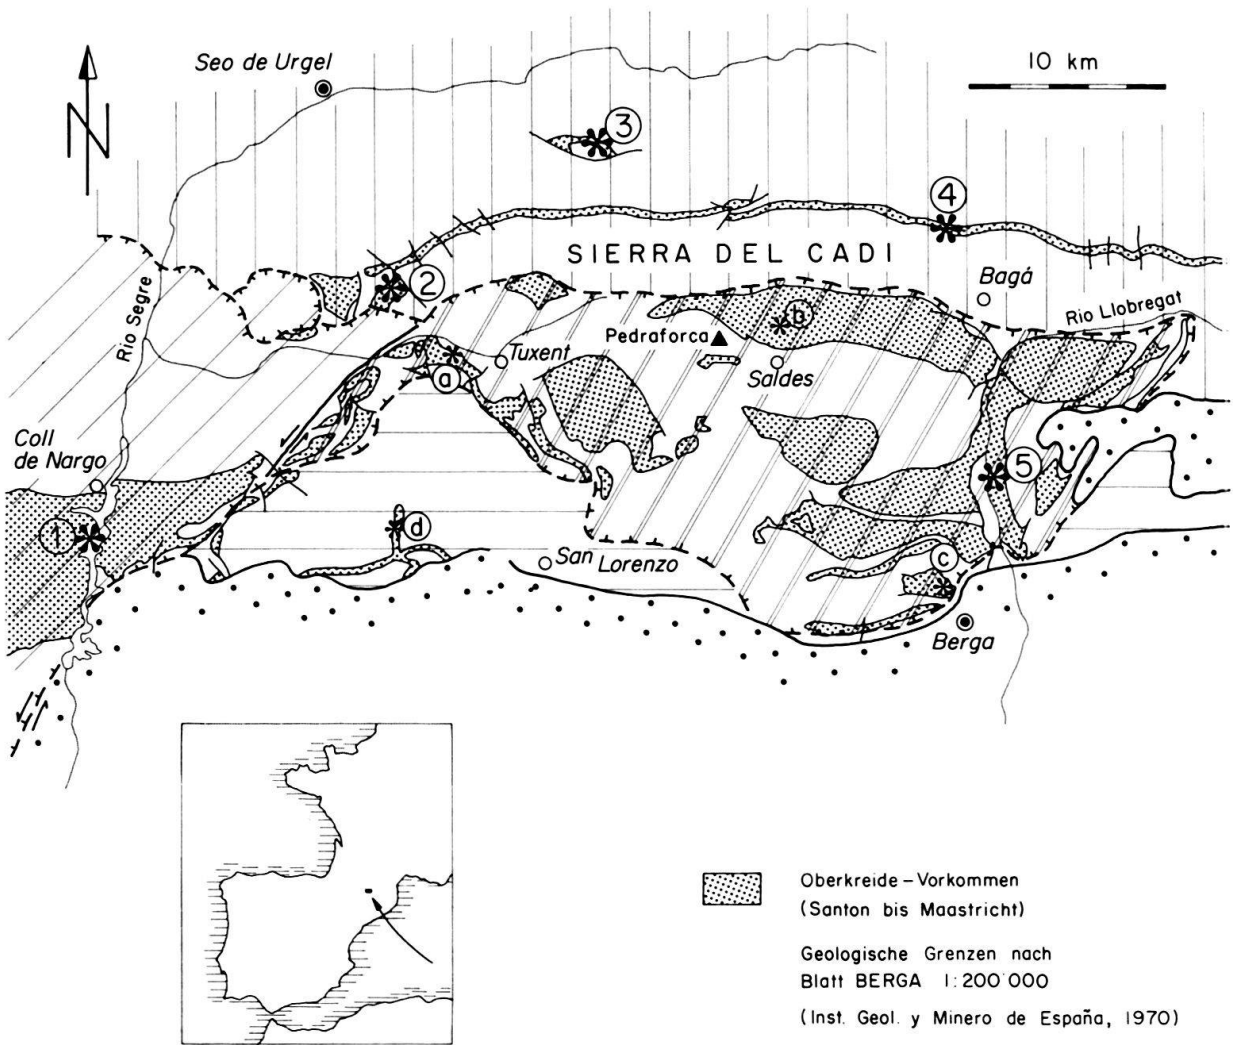 Seo de Urgel
10 km
N
3
4
SIERRA DEL CADI
2
Bagá
Rio Segre
Rio Llobregat
b
Pedraforca
Tuxent
Saldes
a
Coll
de Nargo
5
1
d
San Lorenzo
c
Berga
Oberkreide – Vorkommen
(Santon bis Maastricht)
Geologische Grenzen nach
Blatt BERGA 1:200'000
(Inst. Geol. y Minero de España, 1970)